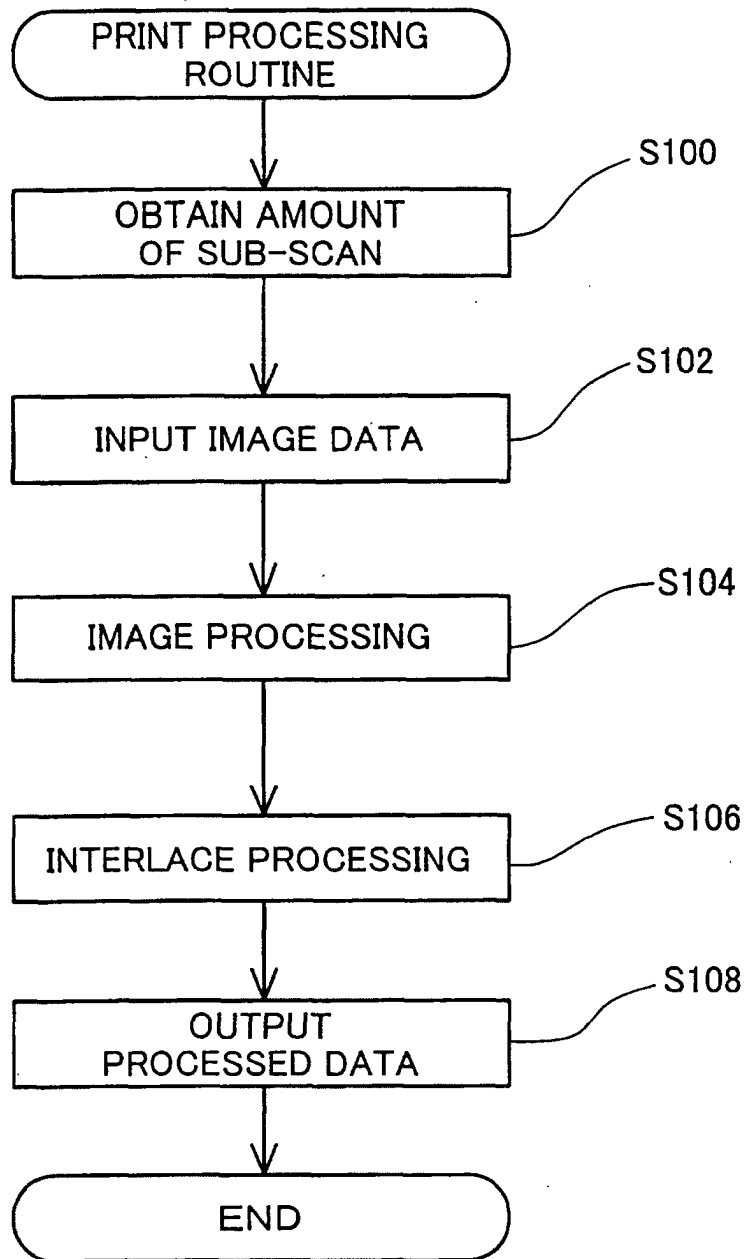 PRINT PROCESSING
ROUTINE
S100
OBTAIN AMOUNT
OF SUB-SCAN
S102
INPUT IMAGE DATA
S104
IMAGE PROCESSING
S106
INTERLACE PROCESSING
S108
OUTPUT
PROCESSED DATA
END